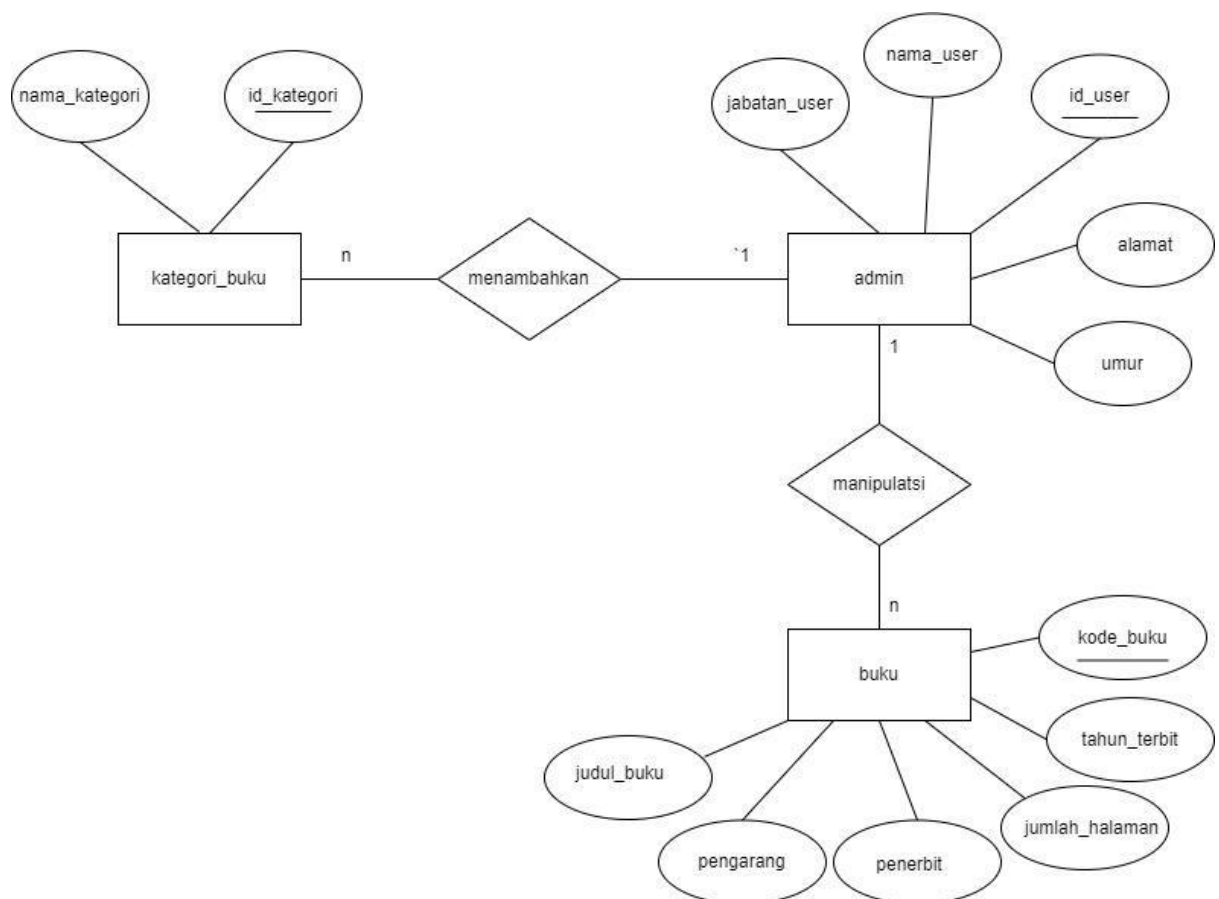 nama_user
nama_kategori
id_kategori
jabatan_user
id_user
alamat
kategori_buku
n
menambahkan
`1
admin
1
umur
manipulatsi
n
kode_buku
buku
tahun_terbit
judul_buku
jumlah_halaman
pengarang
penerbit